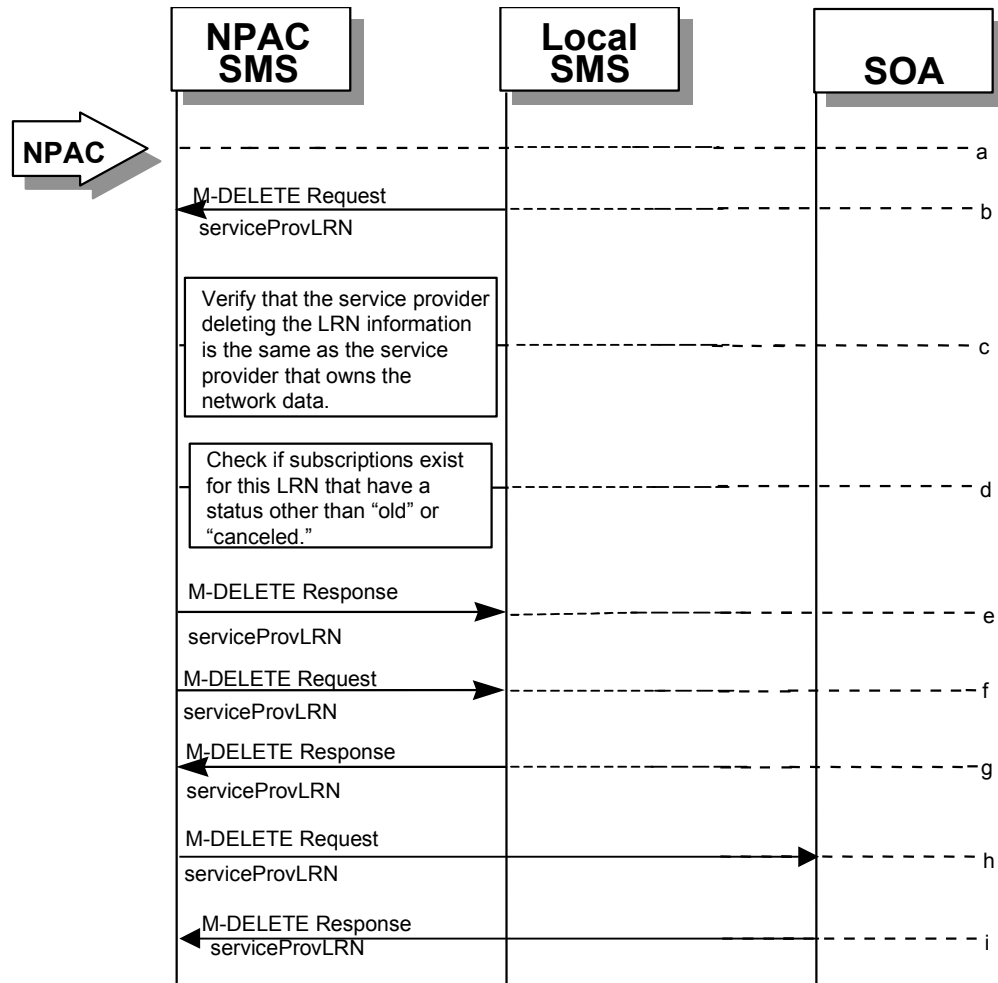 NPAC
SMS
Local
SMS
SOA
NPAC
a
M-DELETE Request
b
serviceProvLRN
Verify that the service provider
deleting the LRN information
is the same as the service
provider that owns the
network data.
c
Check if subscriptions exist
for this LRN that have a
status other than “old” or
“canceled.”
d
M-DELETE Response
e
serviceProvLRN
M-DELETE Request
f
serviceProvLRN
M-DELETE Response
g
serviceProvLRN
M-DELETE Request
h
serviceProvLRN
M-DELETE Response
i
serviceProvLRN